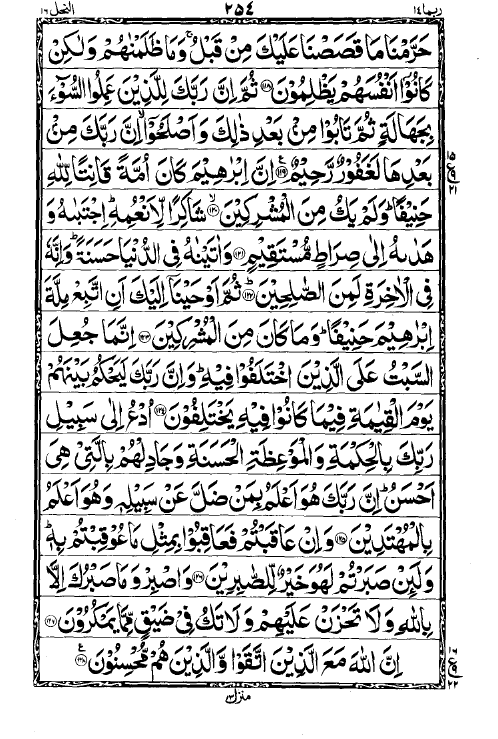 ربما ١٤ ٢٥٤ النحل ١٦
حَرَّمْنَا مَا قَصَصْنَا عَلَيْكَ مِنْ قَبْلُ ۚ وَمَا ظَلَمْنٰهُمْ وَلٰكِنْ
كَانُوْۤا اَنْفُسَهُمْ يَظْلِمُوْنَ ﴿١١٨﴾ ثُمَّ اِنَّ رَبَّكَ لِلَّذِيْنَ عَمِلُوا السُّوْٓءَ
بِجَهَالَةٍ ثُمَّ تَابُوْا مِنْۢ بَعْدِ ذٰلِكَ وَاَصْلَحُوْۤا ۙ اِنَّ رَبَّكَ مِنْۢ
بَعْدِهَا لَغَفُوْرٌ رَّحِيْمٌ ﴿١١٩﴾ ع اِنَّ اِبْرٰهِيْمَ كَانَ اُمَّةً قَانِتًا لِّلّٰهِ
حَنِيْفًا ؕ وَلَمْ يَكُ مِنَ الْمُشْرِكِيْنَ ﴿١٢٠﴾ ۙ شَاكِرًا لِّاَنْعُمِهٖ ؕ اِجْتَبٰىهُ وَ
هَدٰىهُ اِلٰى صِرَاطٍ مُّسْتَقِيْمٍ ﴿١٢١﴾ وَاٰتَيْنٰهُ فِى الدُّنْيَا حَسَنَةً ؕ وَاِنَّهٗ
فِى الْاٰخِرَةِ لَمِنَ الصّٰلِحِيْنَ ﴿١٢٢﴾ ؕ ثُمَّ اَوْحَيْنَاۤ اِلَيْكَ اَنِ اتَّبِعْ مِلَّةَ
اِبْرٰهِيْمَ حَنِيْفًا ؕ وَمَا كَانَ مِنَ الْمُشْرِكِيْنَ ﴿١٢٣﴾ اِنَّمَا جُعِلَ
السَّبْتُ عَلَى الَّذِيْنَ اخْتَلَفُوْا فِيْهِ ؕ وَاِنَّ رَبَّكَ لَيَحْكُمُ بَيْنَهُمْ
يَوْمَ الْقِيٰمَةِ فِيْمَا كَانُوْا فِيْهِ يَخْتَلِفُوْنَ ﴿١٢٤﴾ اُدْعُ اِلٰى سَبِيْلِ
رَبِّكَ بِالْحِكْمَةِ وَالْمَوْعِظَةِ الْحَسَنَةِ وَجَادِلْهُمْ بِالَّتِىْ هِىَ
اَحْسَنُ ؕ اِنَّ رَبَّكَ هُوَ اَعْلَمُ بِمَنْ ضَلَّ عَنْ سَبِيْلِهٖ وَهُوَ اَعْلَمُ
بِالْمُهْتَدِيْنَ ﴿١٢٥﴾ وَاِنْ عَاقَبْتُمْ فَعَاقِبُوْا بِمِثْلِ مَا عُوْقِبْتُمْ بِهٖ ؕ
وَلَئِنْ صَبَرْتُمْ لَهُوَ خَيْرٌ لِّلصّٰبِرِيْنَ ﴿١٢٦﴾ وَاصْبِرْ وَمَا صَبْرُكَ اِلَّا
بِاللّٰهِ وَلَا تَحْزَنْ عَلَيْهِمْ وَلَا تَكُ فِىْ ضَيْقٍ مِّمَّا يَمْكُرُوْنَ ﴿١٢٧﴾
اِنَّ اللّٰهَ مَعَ الَّذِيْنَ اتَّقَوْا وَّالَّذِيْنَ هُمْ مُّحْسِنُوْنَ ﴿١٢٨﴾ ع
منزل ٣